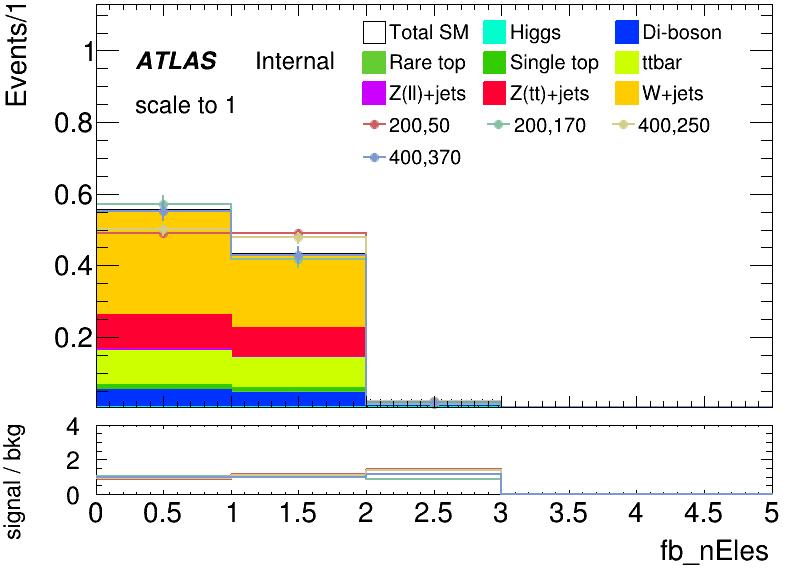 Events/1
1
0.8
0.6
0.4
0.2
ATLAS Internal
scale to 1
Total SM Higgs Di-boson
Rare top Single top ttbar
Z(ll)+jets Z(tt)+jets W+jets
200,50 200,170 400,250
400,370
signal / bkg
4
2
0
0 0.5 1 1.5 2 2.5 3 3.5 4 4.5 5
fb_nEles